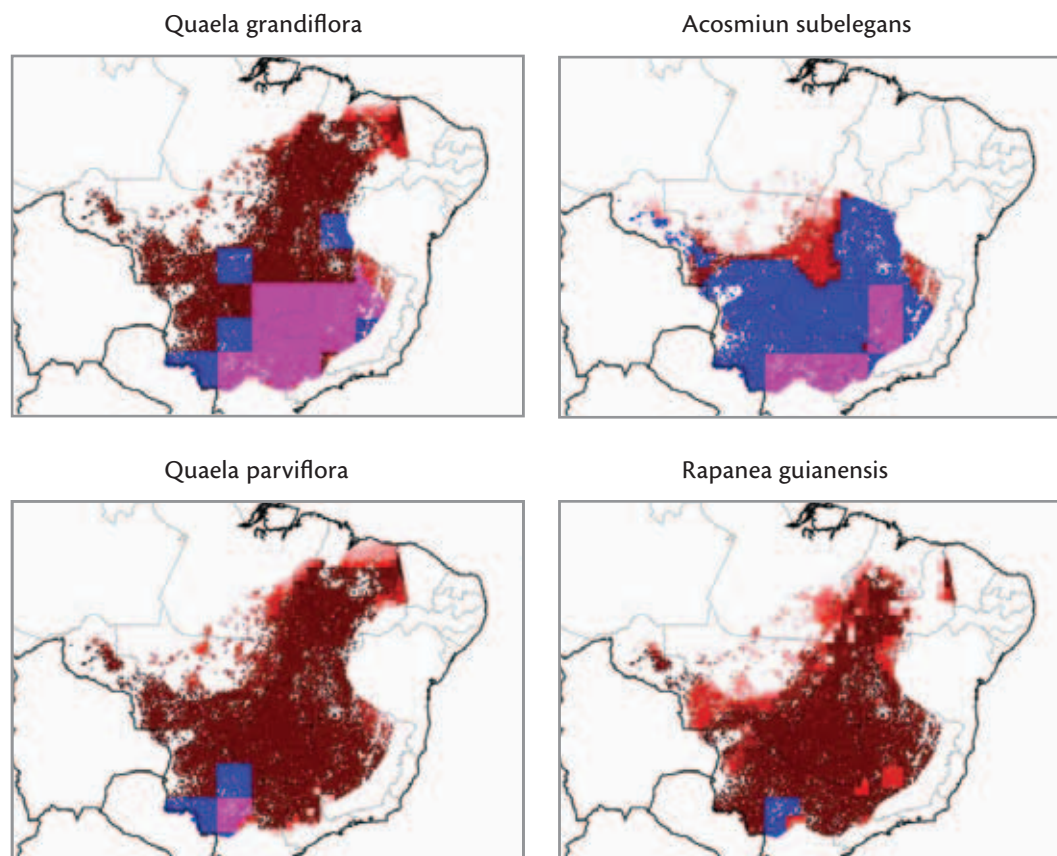 Quaela grandiflora
Acosmiun subelegans
Quaela parviflora
Rapanea guianensis